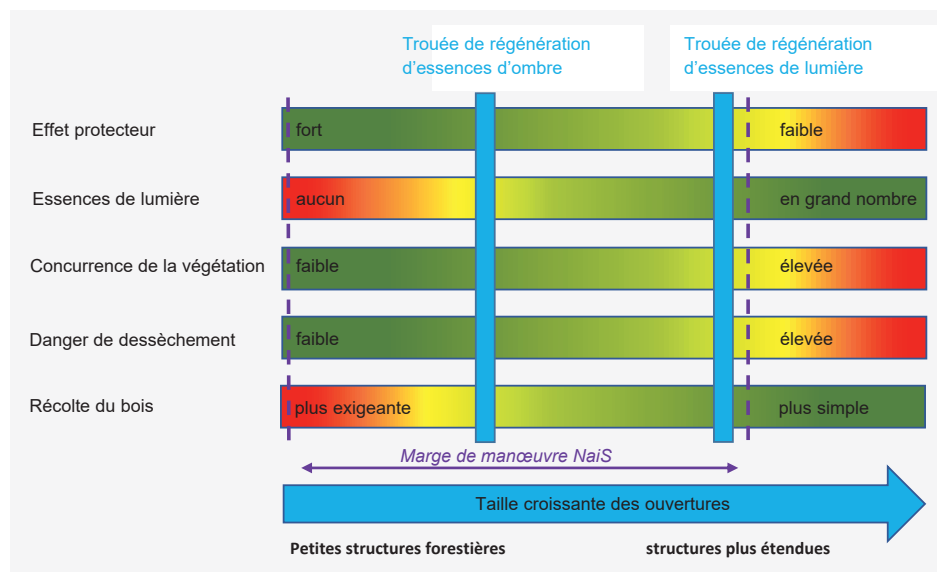 Trouée de régénération
d'essences d'ombre
Trouée de régénération
d'essences de lumière
Effet protecteur
fort
faible
Essences de lumière
aucun
en grand nombre
Concurrence de la végétation
faible
élevée
Danger de dessèchement
faible
élevée
Récolte du bois
plus exigeante
plus simple
Marge de manœuvre NaiS
Taille croissante des ouvertures
Petites structures forestières
structures plus étendues